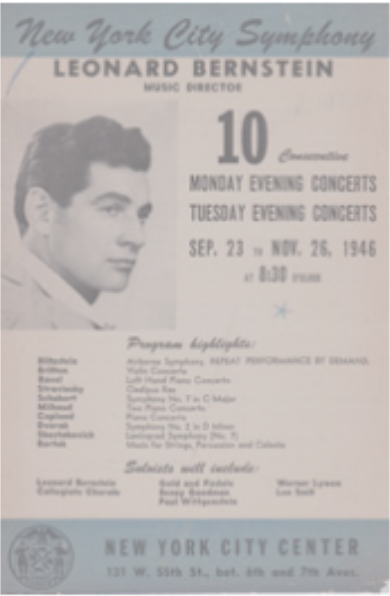 New York City Symphony
LEONARD BERNSTEIN
MUSIC DIRECTOR
10 Consecutive
MONDAY EVENING CONCERTS
TUESDAY EVENING CONCERTS
SEP. 23 TO NOV. 26, 1946
AT 8:30 O'CLOCK
Program highlights:
Blitzstein Airborne Symphony. REPEAT PERFORMANCE BY DEMAND.
Britten Violin Concerto
Ravel Left Hand Piano Concerto
Stravinsky Oedipus Rex
Schubert Symphony No. 7 in C Major
Milhaud Two Piano Concerto
Copland Piano Concerto
Dvorak Symphony No. 2 in D Minor
Shostakovich Leningrad Symphony (No. 7)
Bartok Music for Strings, Percussion and Celesta
Soloists will include:
Leonard Bernstein Gold and Fizdale Werner Lywen
Collegiate Chorale Benny Goodman Leo Smit
Paul Wittgenstein
NEW YORK CITY CENTER
131 W. 55th St., bet. 6th and 7th Aves.